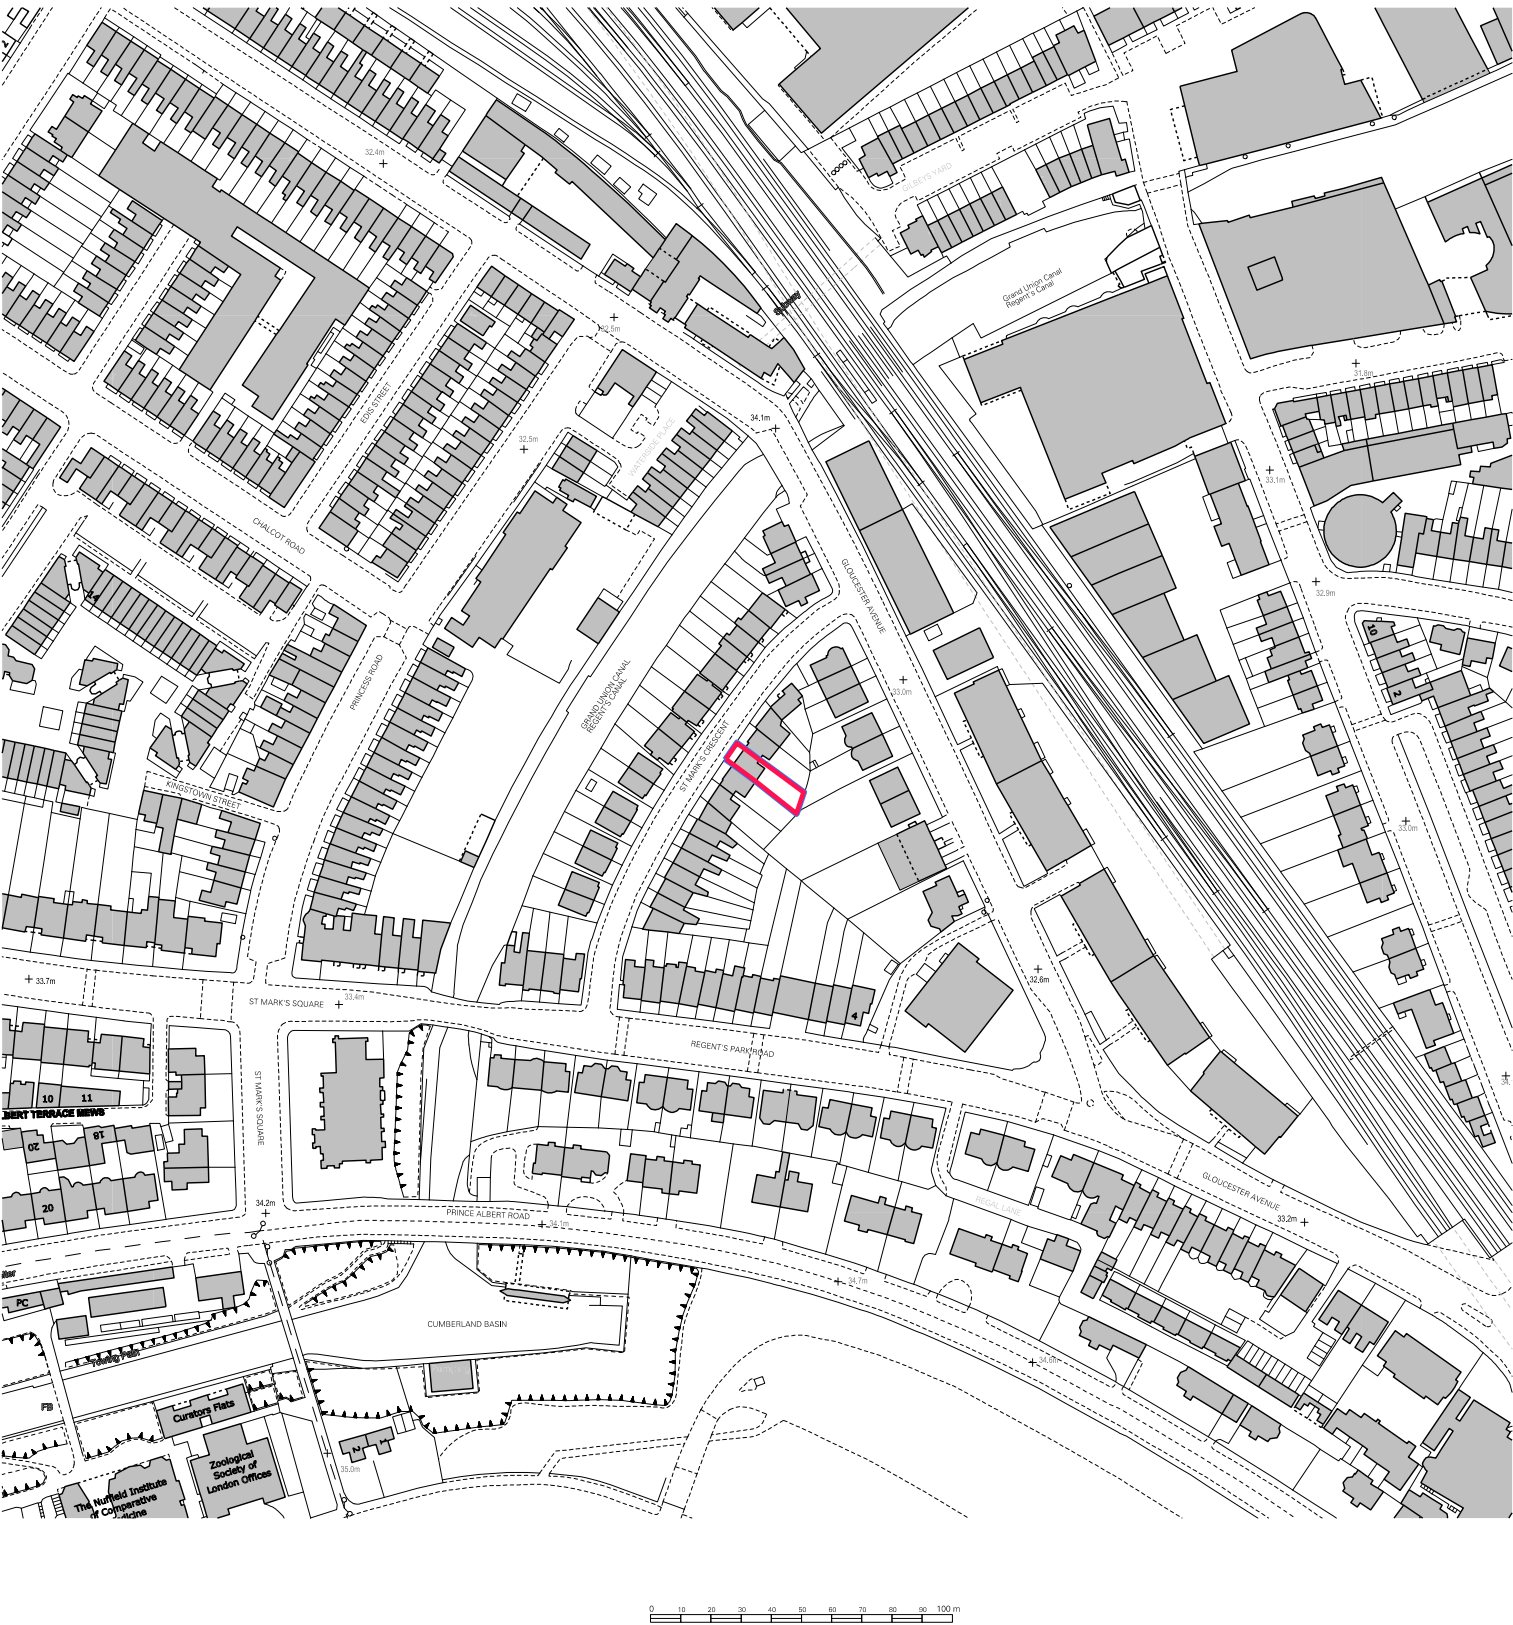 2
32.4m
GILBEYS YARD
Grand Union Canal
Regent's Canal
Subway
32.5m
31.8m
EDIS STREET
34.1m
32.5m
WATERSIDE PLACE
33.1m
CHALCOT ROAD
GLOUCESTER AVENUE
14
32.9m
10
PRINCESS ROAD
GRAND UNION CANAL
REGENT'S CANAL
33.0m
2
ST MARK'S CRESCENT
KINGSTOWN STREET
33.0m
33.7m
32.6m
ST MARK'S SQUARE
33.4m
4
REGENT'S PARK ROAD
34.
10
11
LBERT TERRACE MEWS
ST MARK'S SQUARE
20
18
20
34.2m
PRINCE ALBERT ROAD
34.1m
REGAL LANE
GLOUCESTER AVENUE
33.2m
34.7m
PC
CUMBERLAND BASIN
Towing Path
34.6m
FB
Curators Flats
2
1
Zoological
Society of
London Offices
35.0m
The Nuffield Institute
of Comparative
dicine
0 10 20 30 40 50 60 70 80 90 100 m